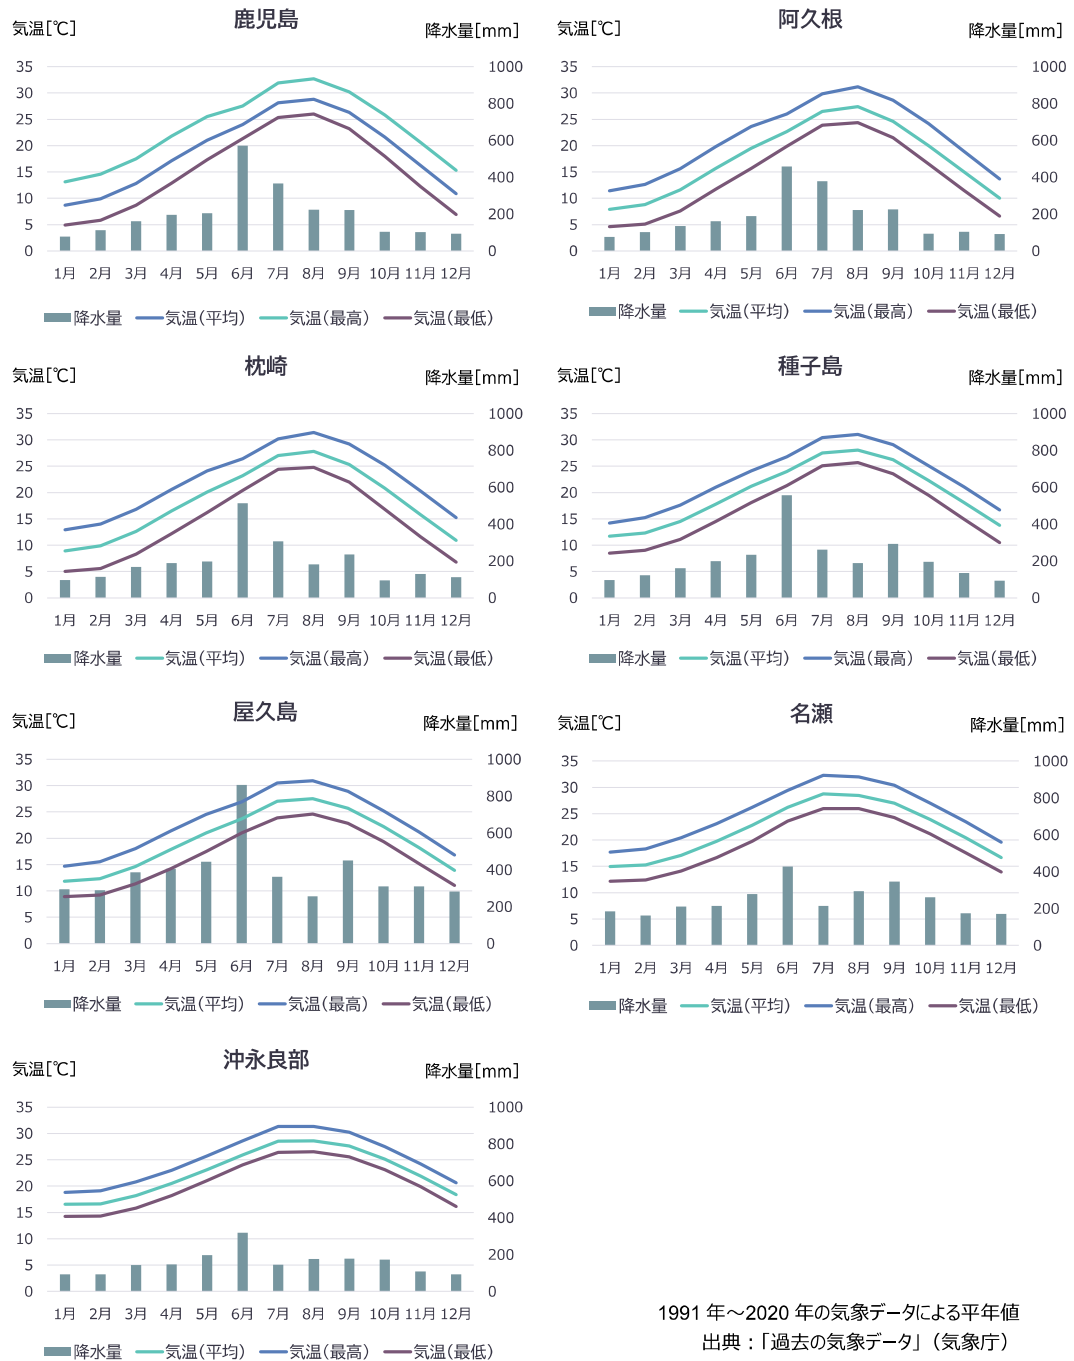 鹿児島
気温[℃]
降水量[mm]
35
30
25
20
15
10
5
0
1000
800
600
400
200
0
1月 2月 3月 4月 5月 6月 7月 8月 9月 10月 11月 12月
降水量 気温(平均) 気温(最高) 気温(最低)
阿久根
気温[℃]
降水量[mm]
35
30
25
20
15
10
5
0
1000
800
600
400
200
0
1月 2月 3月 4月 5月 6月 7月 8月 9月 10月 11月 12月
降水量 気温(平均) 気温(最高) 気温(最低)
枕崎
気温[℃]
降水量[mm]
35
30
25
20
15
10
5
0
1000
800
600
400
200
0
1月 2月 3月 4月 5月 6月 7月 8月 9月 10月 11月 12月
降水量 気温(平均) 気温(最高) 気温(最低)
種子島
気温[℃]
降水量[mm]
35
30
25
20
15
10
5
0
1000
800
600
400
200
0
1月 2月 3月 4月 5月 6月 7月 8月 9月 10月 11月 12月
降水量 気温(平均) 気温(最高) 気温(最低)
屋久島
気温[℃]
降水量[mm]
35
30
25
20
15
10
5
0
1000
800
600
400
200
0
1月 2月 3月 4月 5月 6月 7月 8月 9月 10月 11月 12月
降水量 気温(平均) 気温(最高) 気温(最低)
名瀬
気温[℃]
降水量[mm]
35
30
25
20
15
10
5
0
1000
800
600
400
200
0
1月 2月 3月 4月 5月 6月 7月 8月 9月 10月 11月 12月
降水量 気温(平均) 気温(最高) 気温(最低)
沖永良部
気温[℃]
降水量[mm]
35
30
25
20
15
10
5
0
1000
800
600
400
200
0
1月 2月 3月 4月 5月 6月 7月 8月 9月 10月 11月 12月
降水量 気温(平均) 気温(最高) 気温(最低)
1991 年～2020 年の気象データによる平年値
出典：「過去の気象データ」（気象庁）